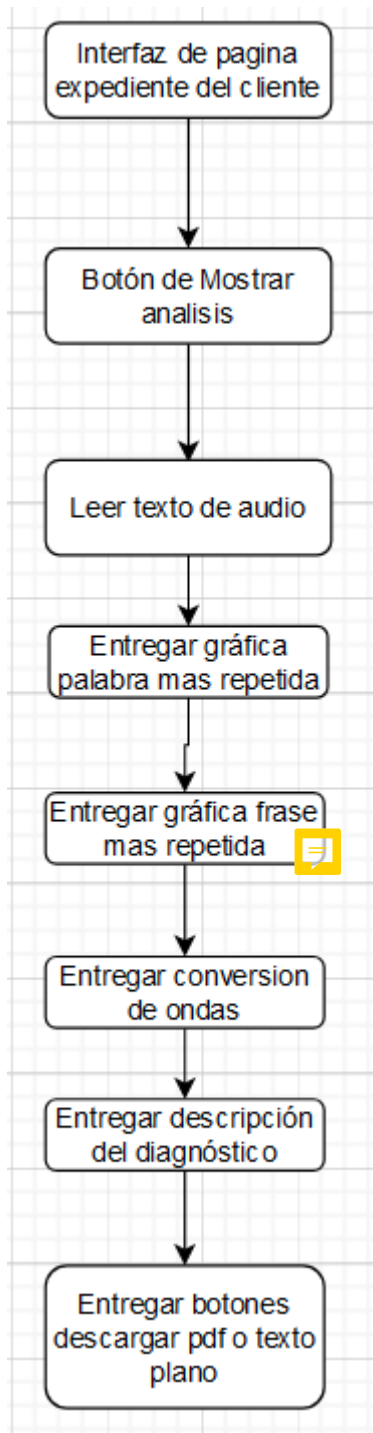 Interfaz de pagina
expediente del cliente
Botón de Mostrar
analisis
Leer texto de audio
Entregar gráfica
palabra mas repetida
Entregar gráfica frase
mas repetida
Entregar conversion
de ondas
Entregar descripción
del diagnóstico
Entregar botones
descargar pdf o texto
plano